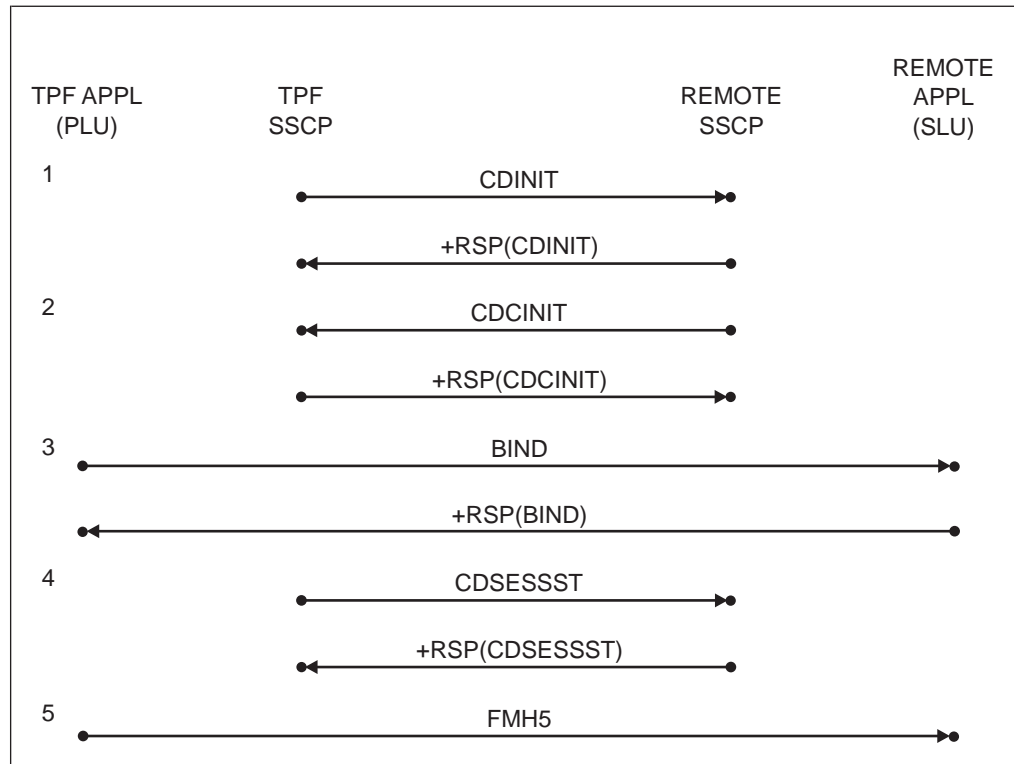 TPF APPL
(PLU)
TPF
SSCP
REMOTE
SSCP
REMOTE
APPL
(SLU)
1
CDINIT
+RSP(CDINIT)
2
CDCINIT
+RSP(CDCINIT)
3
BIND
+RSP(BIND)
4
CDSESSST
+RSP(CDSESSST)
5
FMH5